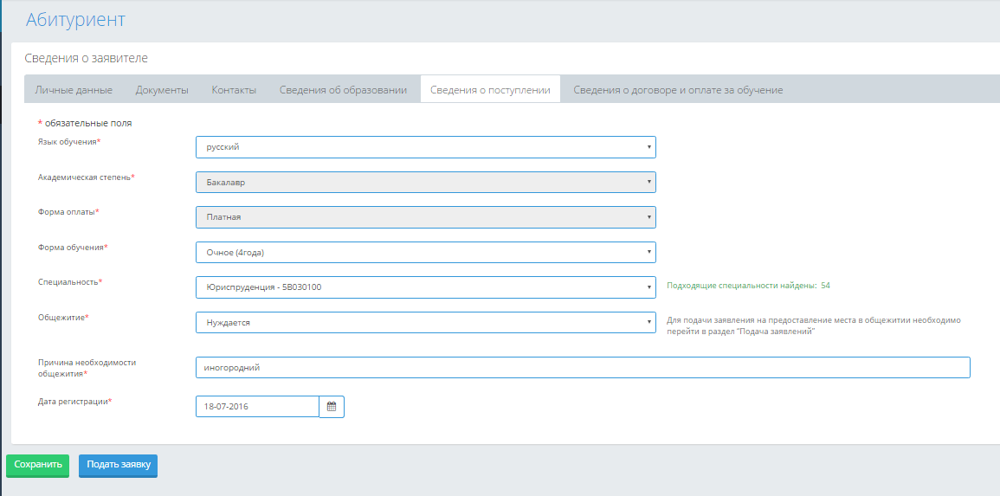 Абитуриент
Сведения о заявителе
Личные данные Документы Контакты Сведения об образовании Сведения о поступлении Сведения о договоре и оплате за обучение
* обязательные поля
Язык обучения* русский
Академическая степень* Бакалавр
Форма оплаты* Платная
Форма обучения* Очное (4года)
Специальность* Юриспруденция - 5В030100 Подходящие специальности найдены: 54
Общежитие* Нуждается Для подачи заявления на предоставление места в общежитии необходимо
перейти в раздел "Подача заявлений"
Причина необходимости
общежития* иногородний
Дата регистрации* 18-07-2016
Сохранить Подать заявку